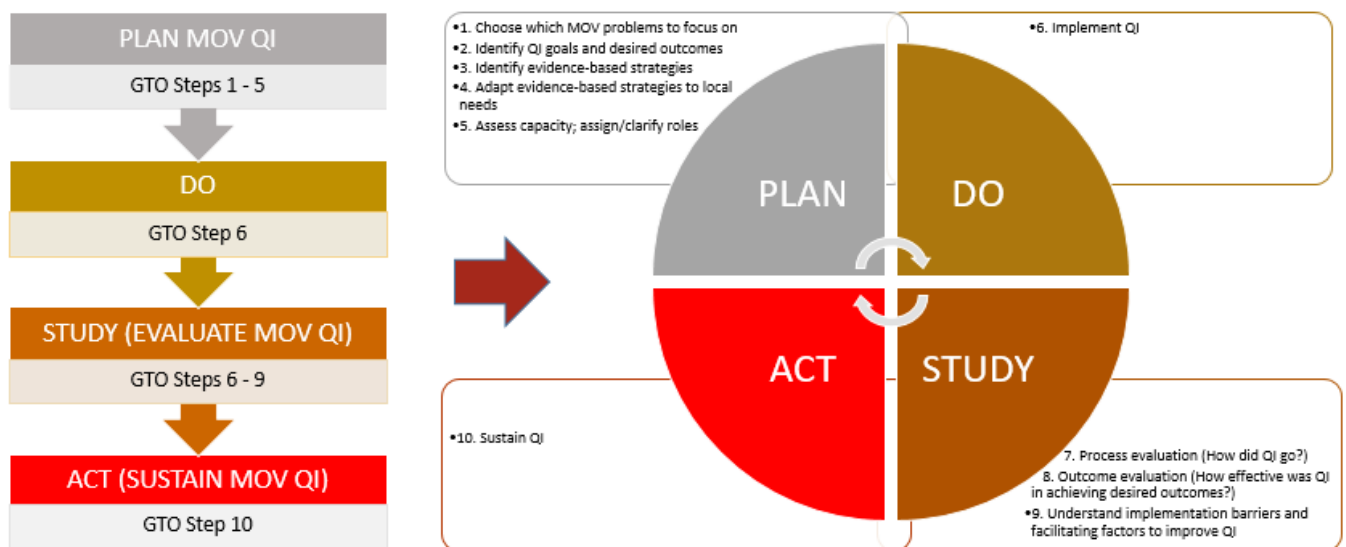 PLAN MOV QI
GTO Steps 1 - 5
DO
GTO Step 6
STUDY (EVALUATE MOV QI)
GTO Steps 6 - 9
ACT (SUSTAIN MOV QI)
GTO Step 10
•1. Choose which MOV problems to focus on
•2. Identify QI goals and desired outcomes
•3. Identify evidence-based strategies
•4. Adapt evidence-based strategies to local
needs
•5. Assess capacity; assign/clarify roles
•6. Implement QI
PLAN
DO
ACT
STUDY
•10. Sustain QI
7. Process evaluation (How did QI go?)
8. Outcome evaluation (How effective was QI
in achieving desired outcomes?)
•9. Understand implementation barriers and
facilitating factors to improve QI